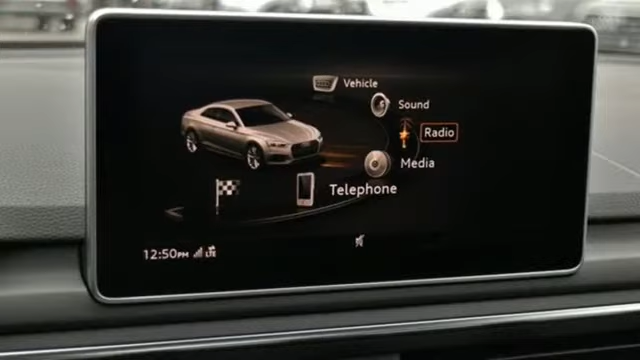 Vehicle
Sound
Radio
Media
Telephone
12:50PM LTE